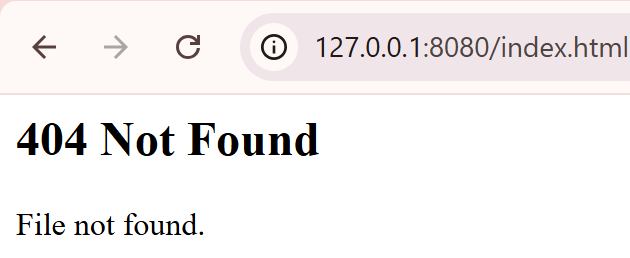 127.0.0.1:8080/index.html
404 Not Found
File not found.